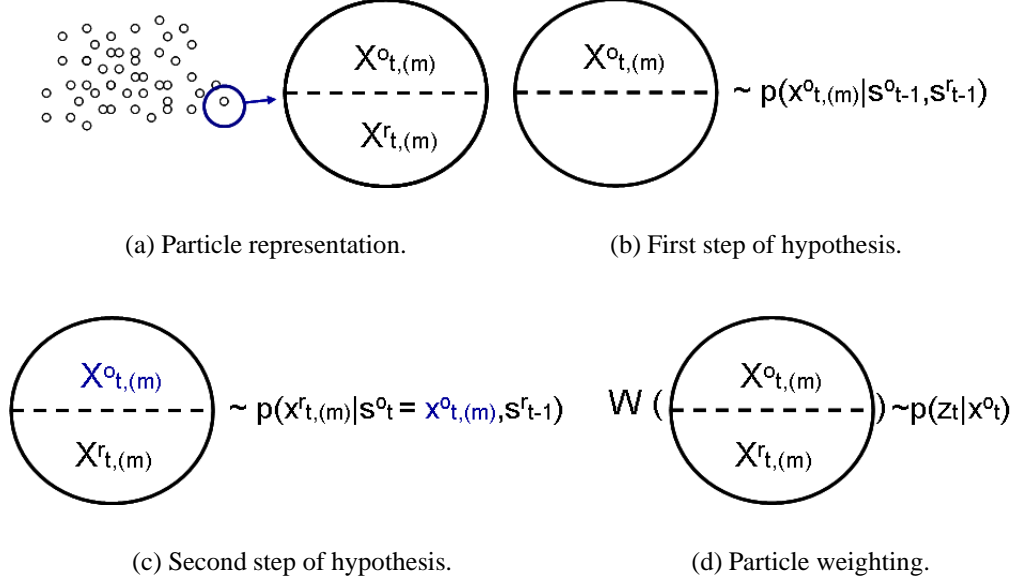 Xᵒt,(m)
Xʳt,(m)
(a) Particle representation.
Xᵒt,(m)
~ p(xᵒt,(m)|sᵒt-1,sʳt-1)
(b) First step of hypothesis.
Xᵒt,(m)
Xʳt,(m)
~ p(xʳt,(m)|sᵒt = xᵒt,(m),sʳt-1)
(c) Second step of hypothesis.
Xᵒt,(m)
W ( ) ~p(zt|xᵒt)
Xʳt,(m)
(d) Particle weighting.